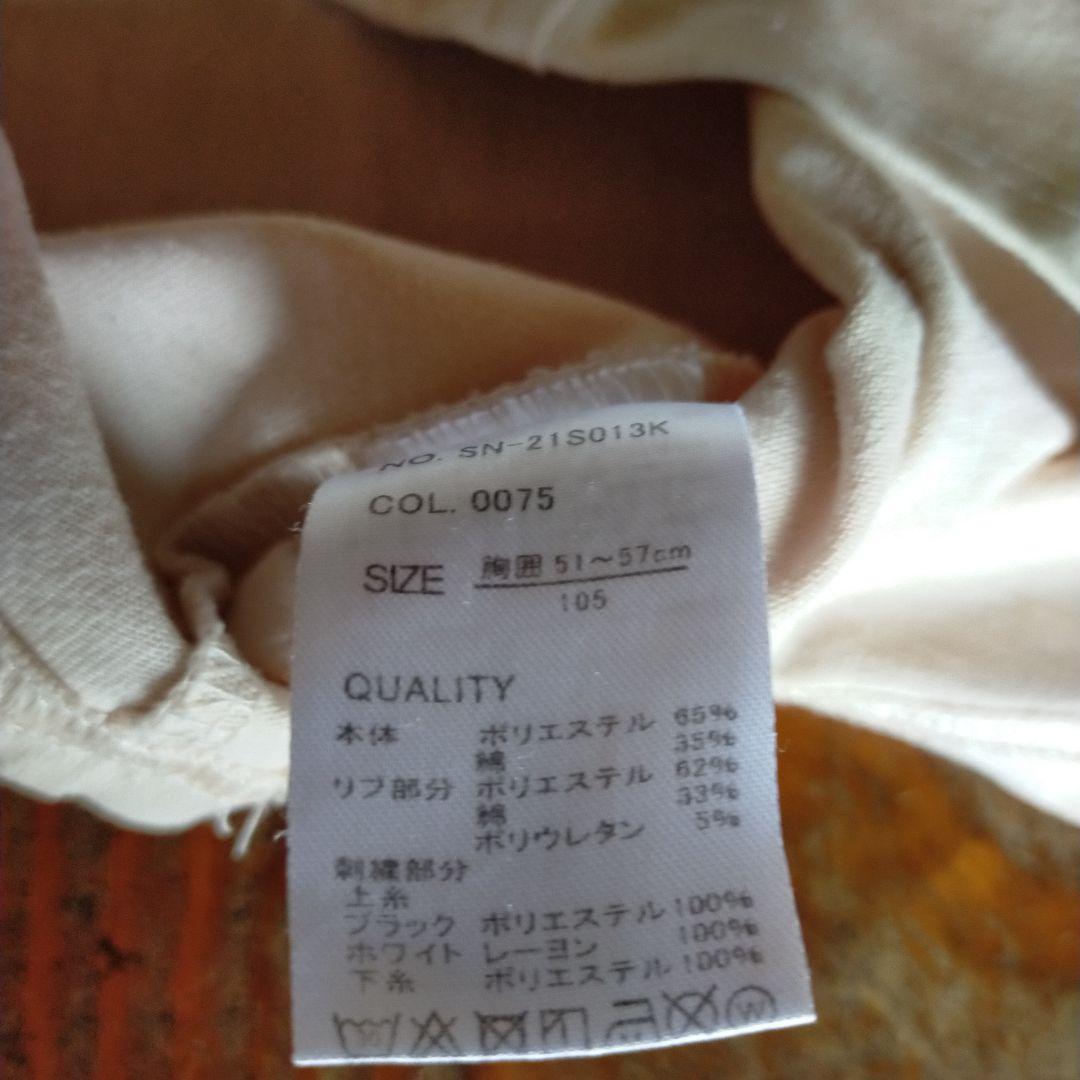 NO. SN-21S013K
COL. 0075
SIZE 胸囲 51～57cm
105
QUALITY
本体 ポリエステル 65%
綿 35%
リブ部分 ポリエステル 62%
綿 33%
ポリウレタン 5%
刺繍部分
上糸
ブラック ポリエステル 100%
ホワイト レーヨン 100%
下糸 ポリエステル 100%
W